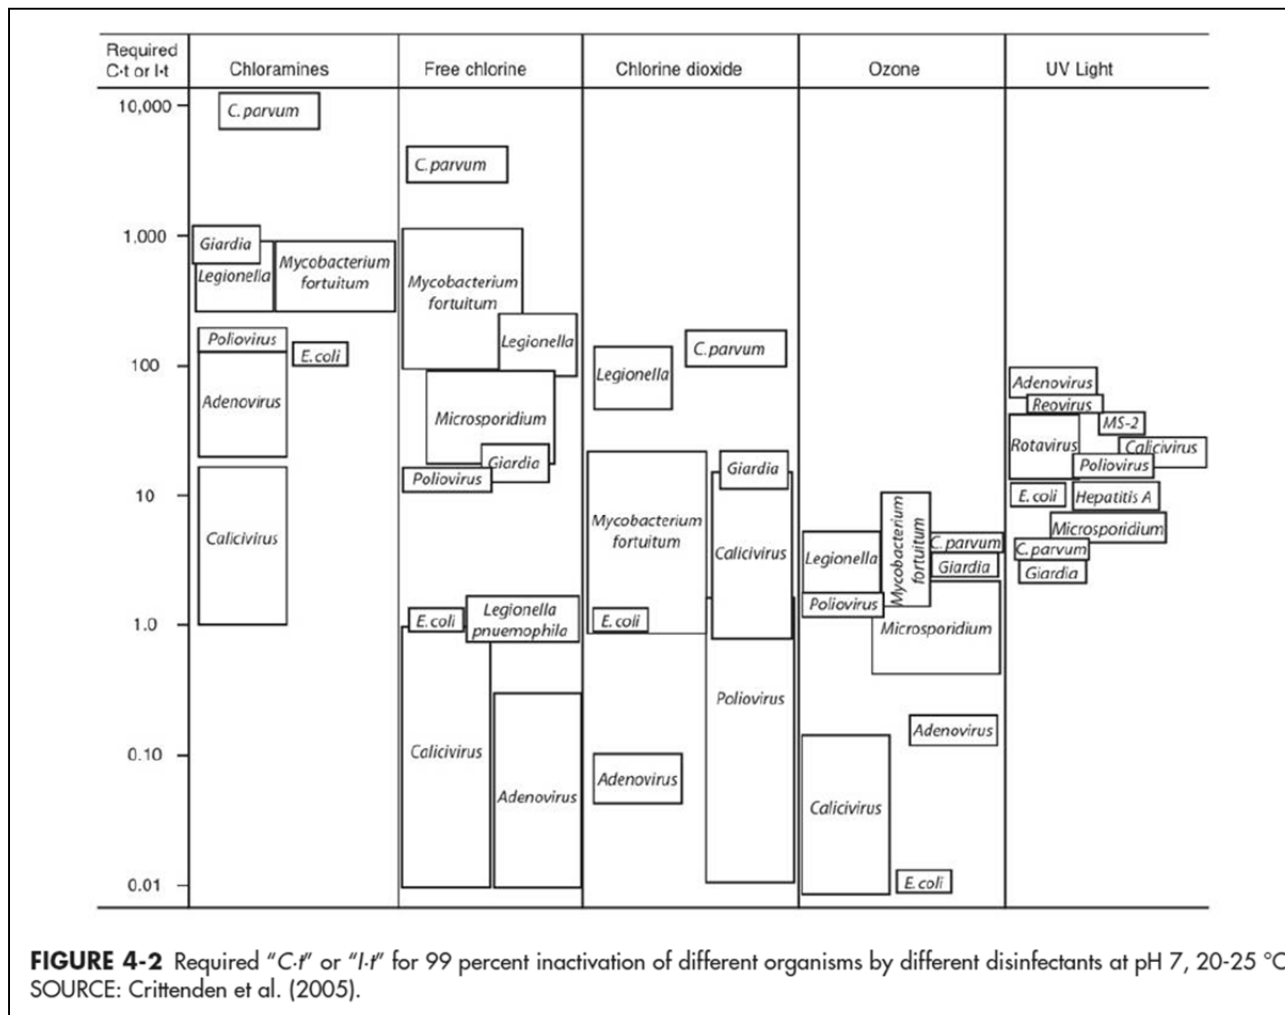 Required
C·t or I·t
Chloramines
Free chlorine
Chlorine dioxide
Ozone
UV Light
10,000
1,000
100
10
1.0
0.10
0.01
C. parvum
Giardia
Legionella
Mycobacterium
fortuitum
Poliovirus
E. coli
Adenovirus
Calicivirus
C. parvum
Mycobacterium
fortuitum
Legionella
Microsporidium
Giardia
Poliovirus
E. coli
Legionella
pnuemophila
Calicivirus
Adenovirus
C. parvum
Legionella
Giardia
Mycobacterium
fortuitum
Calicivirus
E. coli
Poliovirus
Adenovirus
Mycobacterium
fortuitum
Legionella
C. parvum
Giardia
Poliovirus
Microsporidium
Adenovirus
Calicivirus
E. coli
Adenovirus
Reovirus
MS-2
Rotavirus
Calicivirus
Poliovirus
E. coli
Hepatitis A
Microsporidium
C. parvum
Giardia
FIGURE 4-2 Required “C·t” or “I·t” for 99 percent inactivation of different organisms by different disinfectants at pH 7, 20-25 °C
SOURCE: Crittenden et al. (2005).